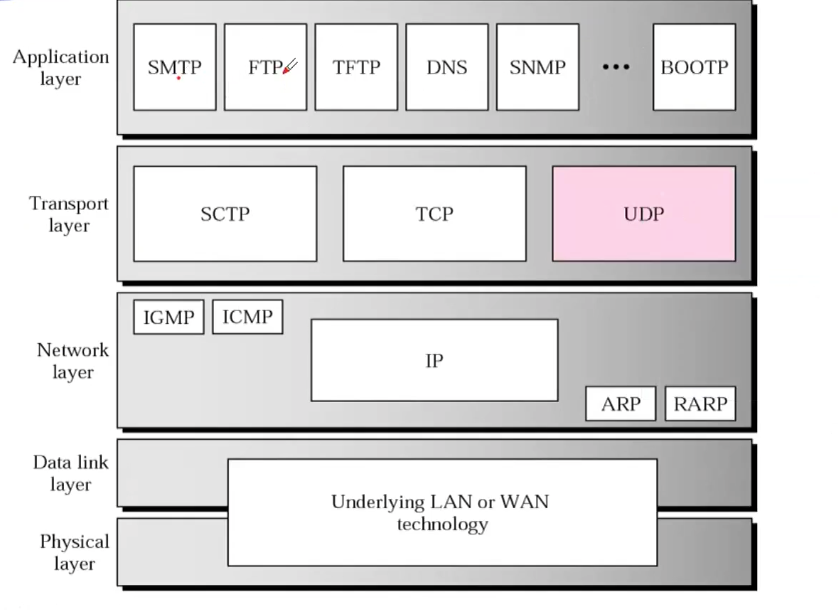 Application
layer
SMTP
FTP
TFTP
DNS
SNMP
•••
BOOTP
Transport
layer
SCTP
TCP
UDP
Network
layer
IGMP
ICMP
IP
ARP
RARP
Data link
layer
Underlying LAN or WAN
technology
Physical
layer